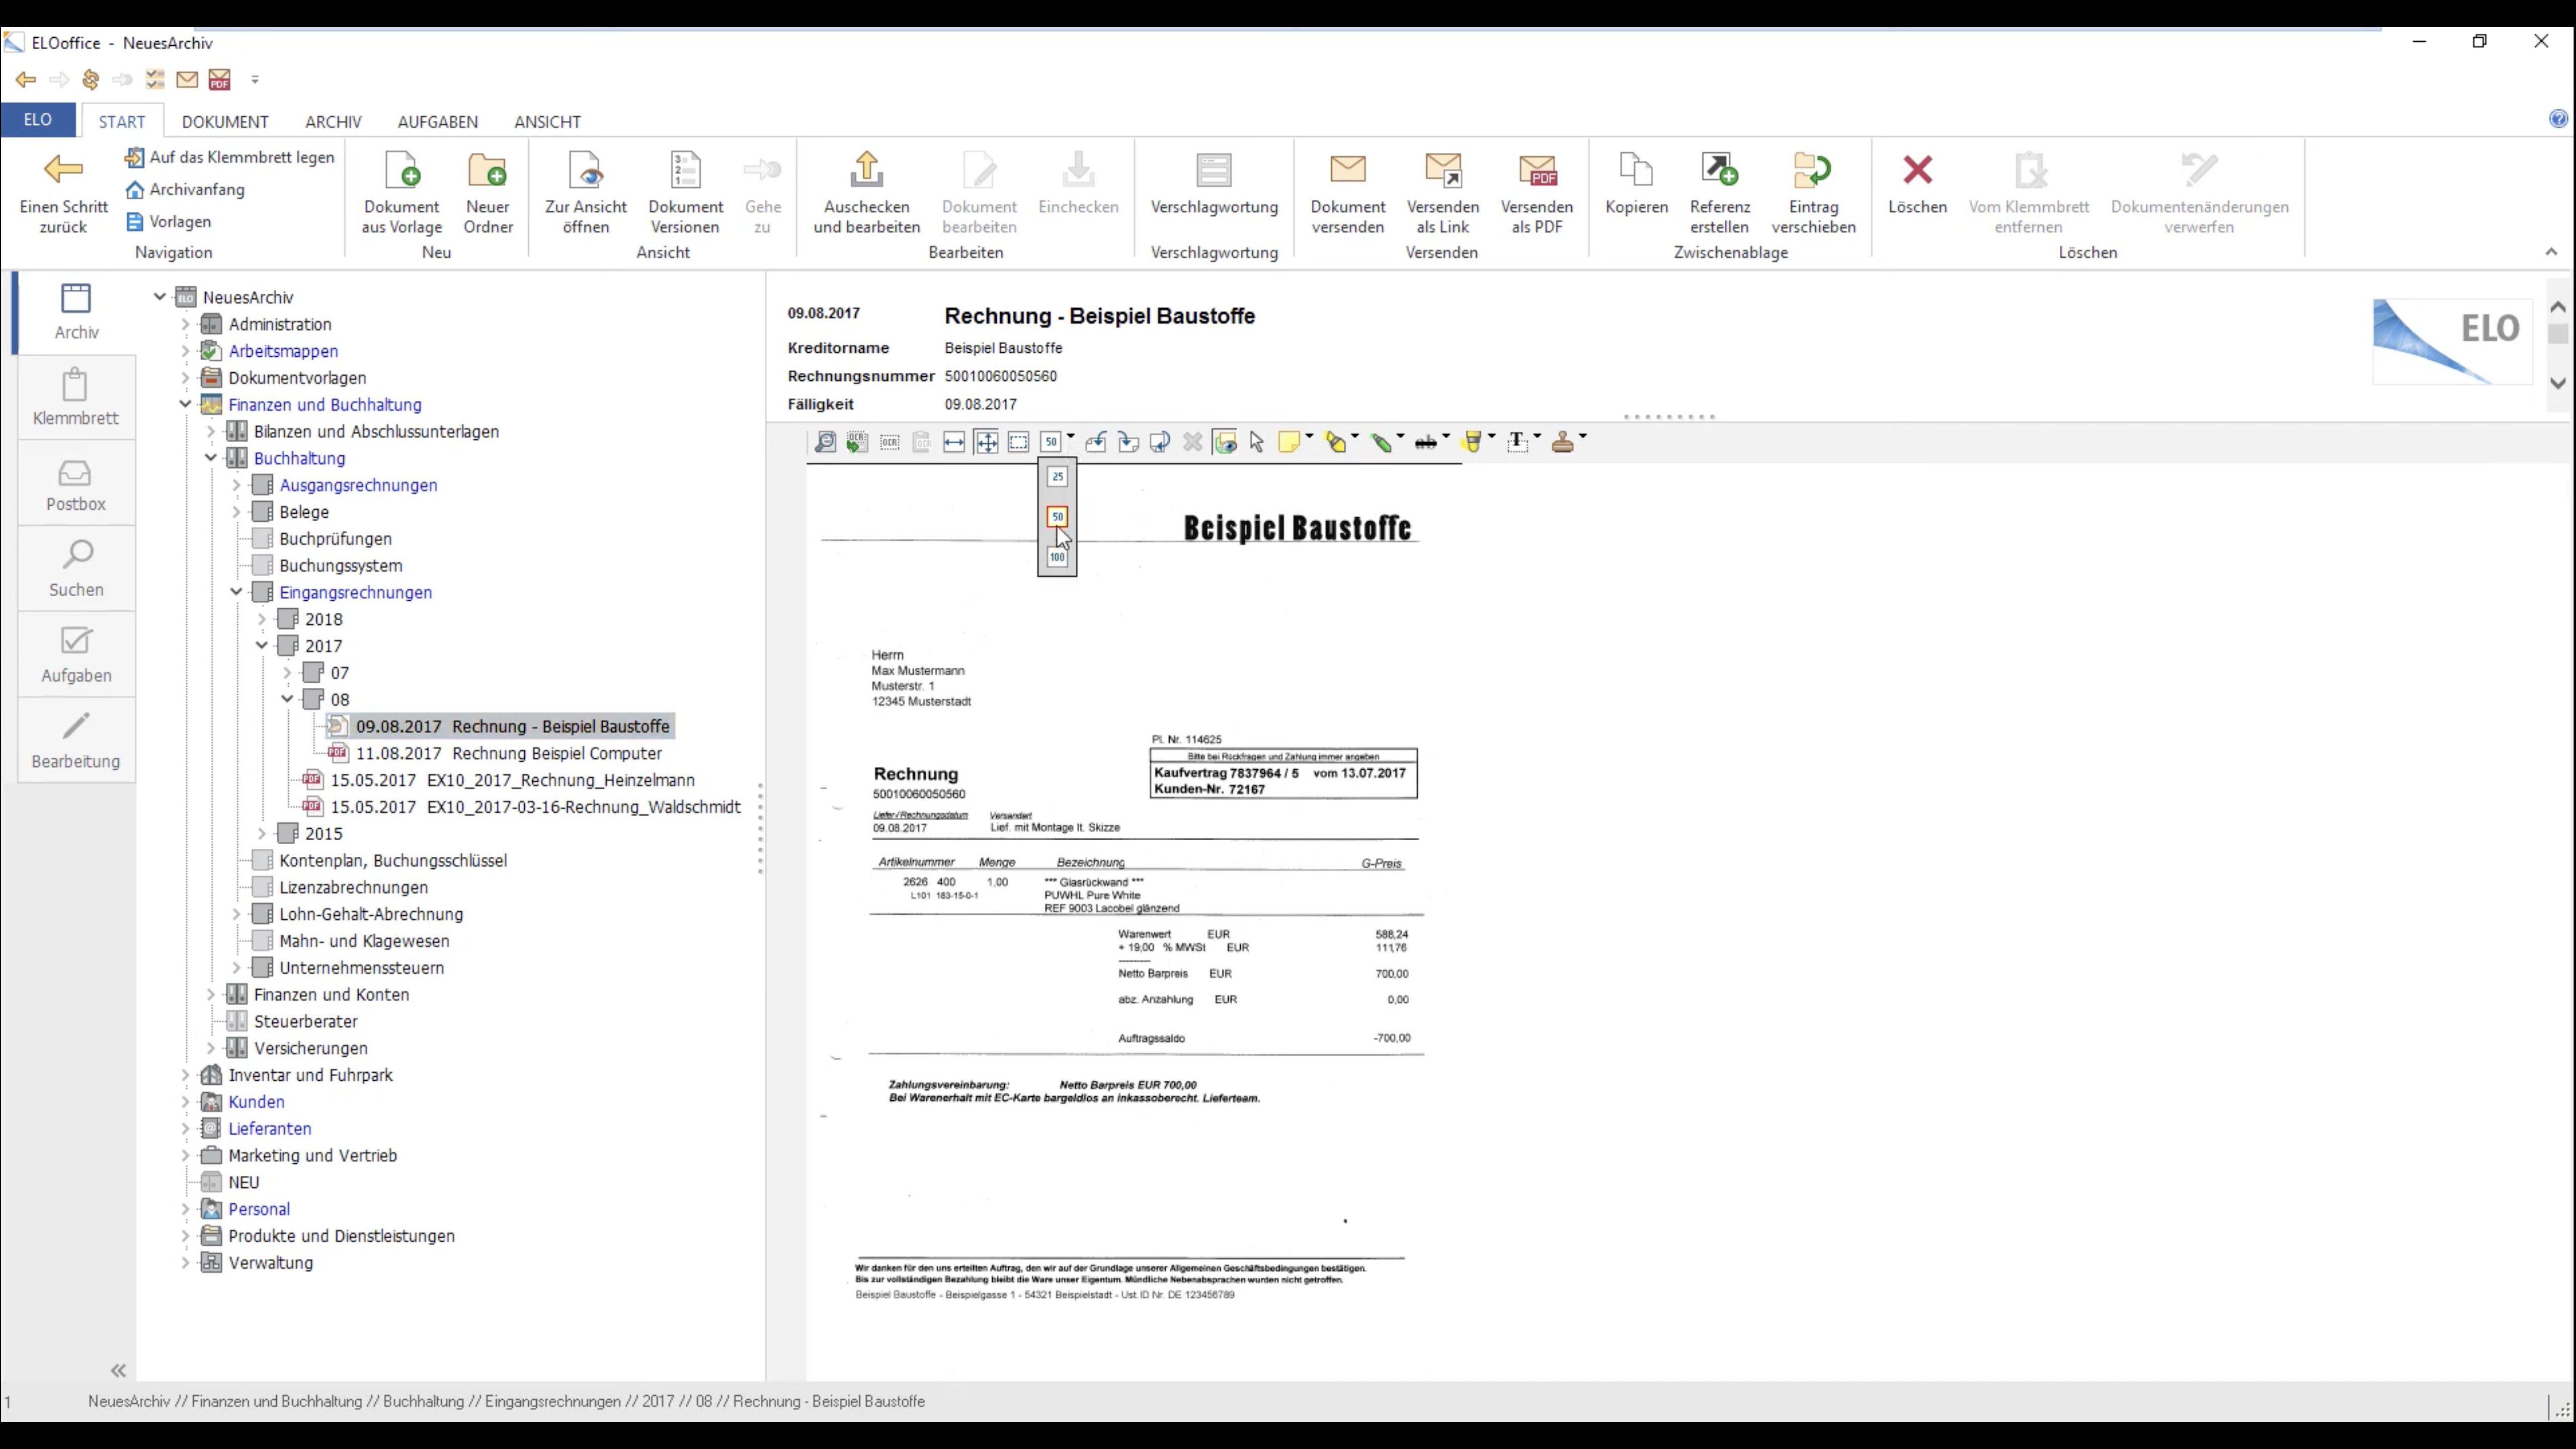 ELOoffice - NeuesArchiv
PDF
ELO START DOKUMENT ARCHIV AUFGABEN ANSICHT
Einen Schritt zurück
Auf das Klemmbrett legen
Archivanfang
Vorlagen
Navigation
Dokument aus Vorlage
Neuer Ordner
Neu
Zur Ansicht öffnen
Dokument Versionen
Gehe zu
Ansicht
Auschecken und bearbeiten
Dokument bearbeiten
Einchecken
Bearbeiten
Verschlagwortung
Verschlagwortung
Dokument versenden
Versenden als Link
PDF
Versenden als PDF
Versenden
Kopieren
Referenz erstellen
Eintrag verschieben
Zwischenablage
Löschen
Vom Klemmbrett entfernen
Dokumentenänderungen verwerfen
Löschen
Archiv
Klemmbrett
Postbox
Suchen
Aufgaben
Bearbeitung
ELO NeuesArchiv
Administration
Arbeitsmappen
Dokumentvorlagen
Finanzen und Buchhaltung
Bilanzen und Abschlussunterlagen
Buchhaltung
Ausgangsrechnungen
Belege
Buchprüfungen
Buchungssystem
Eingangsrechnungen
2018
2017
07
08
09.08.2017 Rechnung - Beispiel Baustoffe
PDF 11.08.2017 Rechnung Beispiel Computer
PDF 15.05.2017 EX10_2017_Rechnung_Heinzelmann
PDF 15.05.2017 EX10_2017-03-16-Rechnung_Waldschmidt
2015
Kontenplan, Buchungsschlüssel
Lizenzabrechnungen
Lohn-Gehalt-Abrechnung
Mahn- und Klagewesen
Unternehmenssteuern
Finanzen und Konten
Steuerberater
Versicherungen
Inventar und Fuhrpark
Kunden
Lieferanten
Marketing und Vertrieb
NEU
Personal
Produkte und Dienstleistungen
Verwaltung
09.08.2017 Rechnung - Beispiel Baustoffe
Kreditorname Beispiel Baustoffe
Rechnungsnummer 50010060050560
Fälligkeit 09.08.2017
ELO
OCR OCR OCR 50 ab T
25
50
100
Beispiel Baustoffe
Herrn
Max Mustermann
Musterstr. 1
12345 Musterstadt
Pl. Nr. 114625
Bitte bei Rückfragen und Zahlung immer angeben
Kaufvertrag 7837964 / 5 vom 13.07.2017
Kunden-Nr. 72167
Rechnung
50010060050560
Liefer-/Rechnungsdatum Versandart
09.08.2017 Lief. mit Montage lt. Skizze
Artikelnummer Menge Bezeichnung G-Preis
2626 400 1,00 *** Glasrückwand ***
L101 183-15-0-1 PUWHL Pure White
REF 9003 Lacobel glänzend
Warenwert EUR 588,24
+ 19,00 % MWSt EUR 111,76
Netto Barpreis EUR 700,00
abz. Anzahlung EUR 0,00
Auftragssaldo -700,00
Zahlungsvereinbarung: Netto Barpreis EUR 700,00
Bei Warenerhalt mit EC-Karte bargeldlos an inkassoberecht. Lieferteam.
Wir danken für den uns erteilten Auftrag, den wir auf der Grundlage unserer Allgemeinen Geschäftsbedingungen bestätigen.
Bis zur vollständigen Bezahlung bleibt die Ware unser Eigentum. Mündliche Nebenabsprachen wurden nicht getroffen.
Beispiel Baustoffe - Beispielgasse 1 - 54321 Beispielstadt - Ust. ID Nr. DE 123456789
1 NeuesArchiv // Finanzen und Buchhaltung // Buchhaltung // Eingangsrechnungen // 2017 // 08 // Rechnung - Beispiel Baustoffe